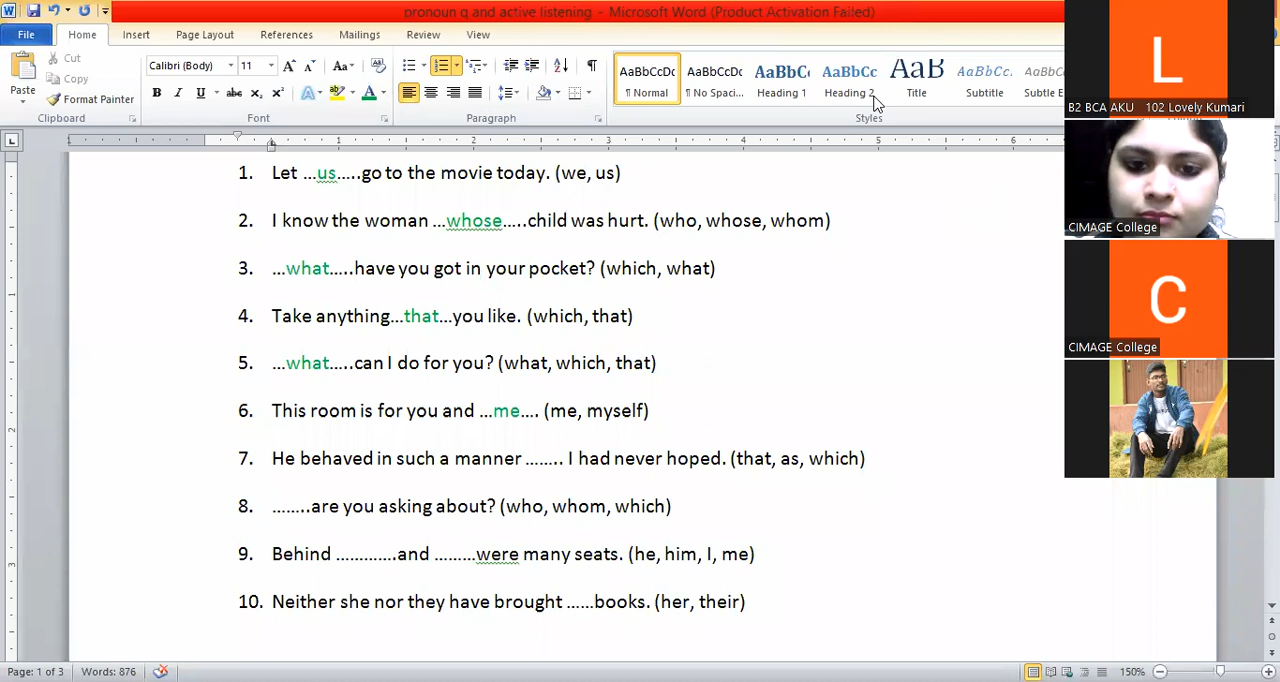 pronoun q and active listening - Microsoft Word (Product Activation Failed)
File Home Insert Page Layout References Mailings Review View
Cut
Copy
Format Painter
Paste
Clipboard
Calibri (Body) 11
Font
Paragraph
AaBbCcDc AaBbCcDc AaBbC AaBbCc AaB AaBbCc. AaBbCc
¶ Normal ¶ No Spaci... Heading 1 Heading 2 Title Subtitle Subtle E
Styles
1 1 2 3 4 5 6
1. Let …us…..go to the movie today. (we, us)
2. I know the woman …whose…..child was hurt. (who, whose, whom)
3. …what…..have you got in your pocket? (which, what)
4. Take anything…that…you like. (which, that)
5. …what…..can I do for you? (what, which, that)
6. This room is for you and …me…. (me, myself)
7. He behaved in such a manner …….. I had never hoped. (that, as, which)
8. ……..are you asking about? (who, whom, which)
9. Behind ………….and ………were many seats. (he, him, I, me)
10. Neither she nor they have brought ……books. (her, their)
L
B2 BCA AKU 102 Lovely Kumari
CIMAGE College
C
CIMAGE College
Page: 1 of 3 Words: 876 150%